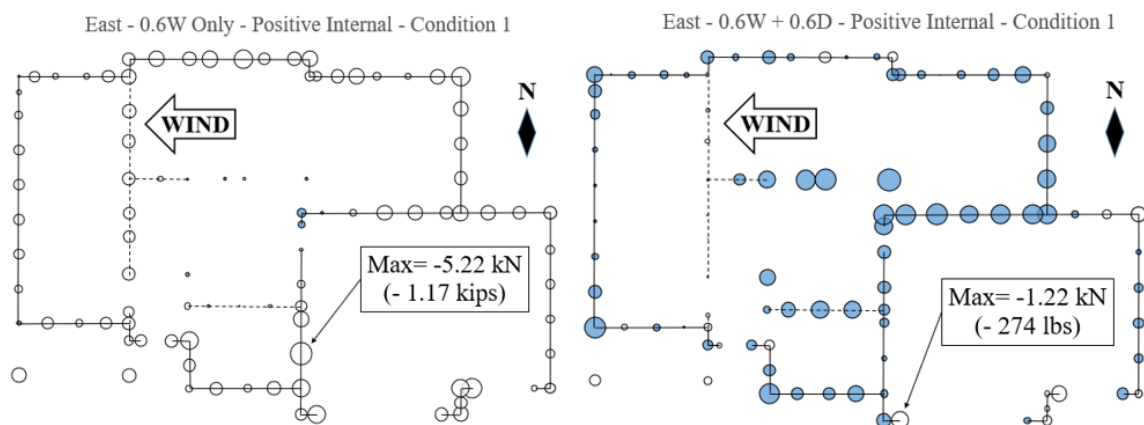 East - 0.6W Only - Positive Internal - Condition 1
N
WIND
Max= -5.22 kN
(- 1.17 kips)
East - 0.6W + 0.6D - Positive Internal - Condition 1
N
WIND
Max= -1.22 kN
(- 274 lbs)